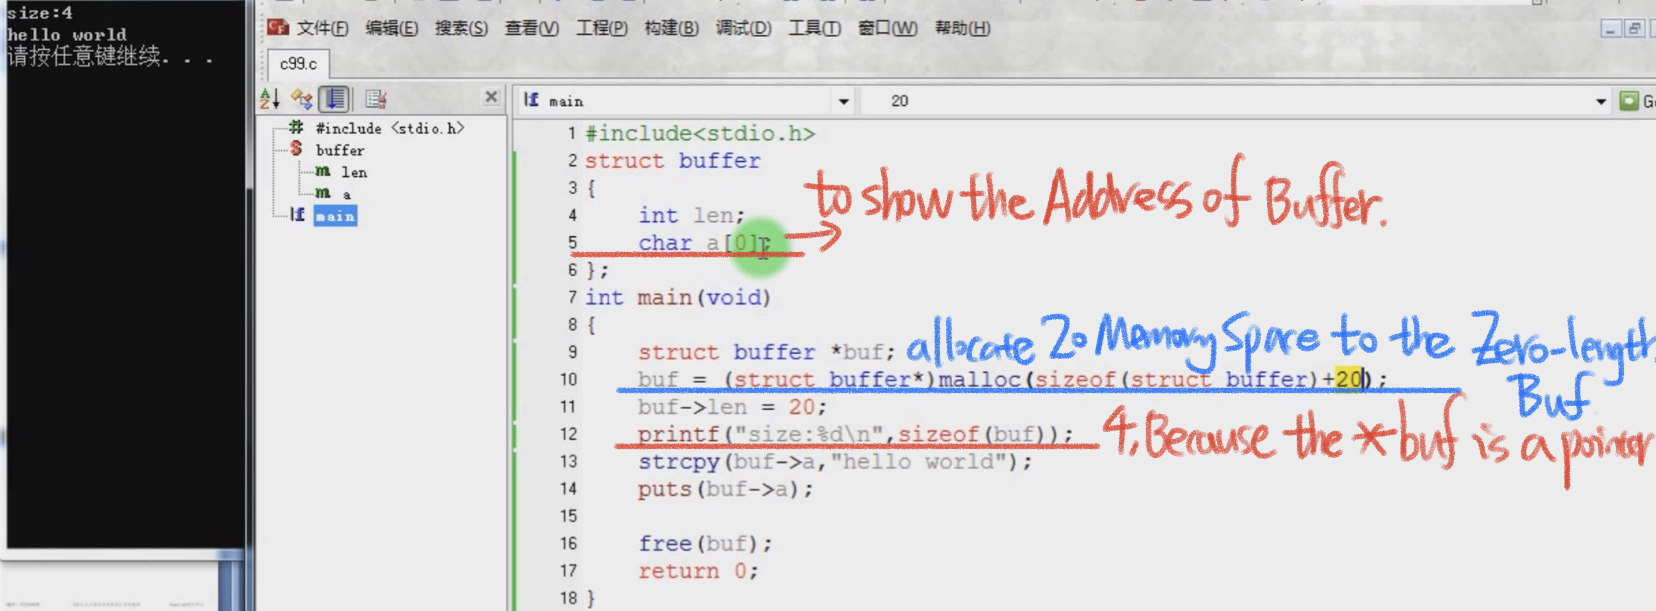 size:4
hello world
请按任意键继续. . .
文件(F) 编辑(E) 搜索(S) 查看(V) 工程(P) 构建(B) 调试(D) 工具(T) 窗口(W) 帮助(H)
c99.c
#include <stdio.h>
buffer
len
a
main
main 20
1 #include<stdio.h>
2 struct buffer
3 {
4 int len;
5 char a[0];
to show the Address of Buffer.
6 };
7 int main(void)
8 {
9 struct buffer *buf;
allocate 20 Memory Space to the Zero-length
Buf
10 buf = (struct buffer*)malloc(sizeof(struct buffer)+20);
11 buf->len = 20;
12 printf("size:%d\n",sizeof(buf));
4, Because the *buf is a pointer
13 strcpy(buf->a,"hello world");
14 puts(buf->a);
15
16 free(buf);
17 return 0;
18 }